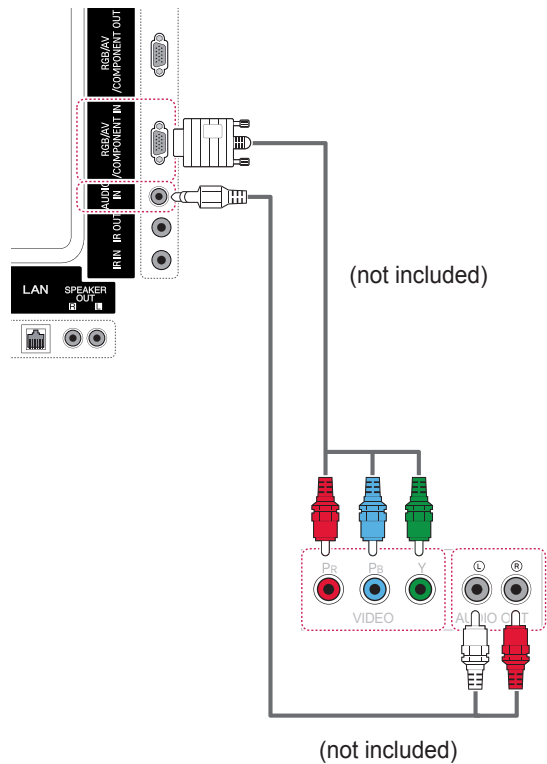 RGB/AV
/COMPONENT OUT
RGB/AV
/COMPONENT IN
AUDIO
IN
IR OUT
IR IN
LAN
SPEAKER
OUT
R L
(not included)
PR PB Y
VIDEO
L R
AUDIO OUT
(not included)